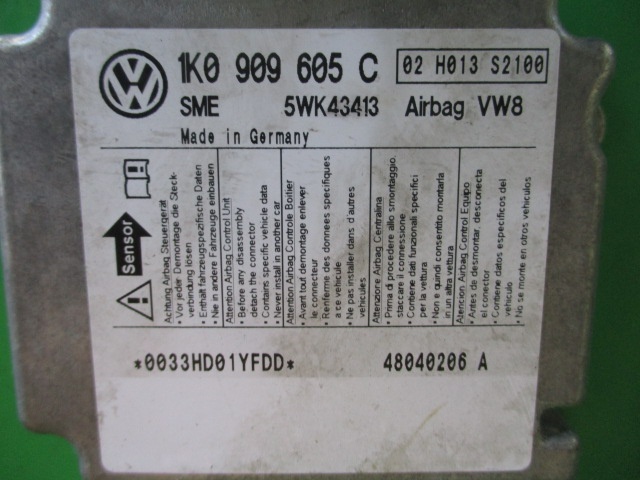 1K0 909 605 C
02 H013 S2100
SME 5WK43413 Airbag VW8
Made in Germany
Sensor
Achtung Airbag Steuergerät
• Vor jeder Demontage die Steck-
verbindung lösen
• Enthält fahrzeugspezifische Daten
• Nie in andere Fahrzeuge einbauen
Attention Airbag Control Unit
• Before any disassembly
detach the connector
• Contains specific vehicle data
• Never install in another car
Attention Airbag Controle Boitier
• Avant tout demontage enlever
le connecteur
• Renferme des donnees specifiques
a ce vehicule
• Ne pas installer dans d'autres
vehicules
Attenzione Airbag Centralina
• Prima di procedere allo smontaggio.
staccare il connessione
• Contiene dati funzionali specifici
per la vettura
• Non e quindi consentito montarla
in un altra vettura
Atencion Airbag Control Equipo
• Antes de desmontar, desconecta
el conector
• Contiene datos especificos del
vehiculo
• No se monte en otros vehiculos
*0033HD01YFDD*
48040206 A